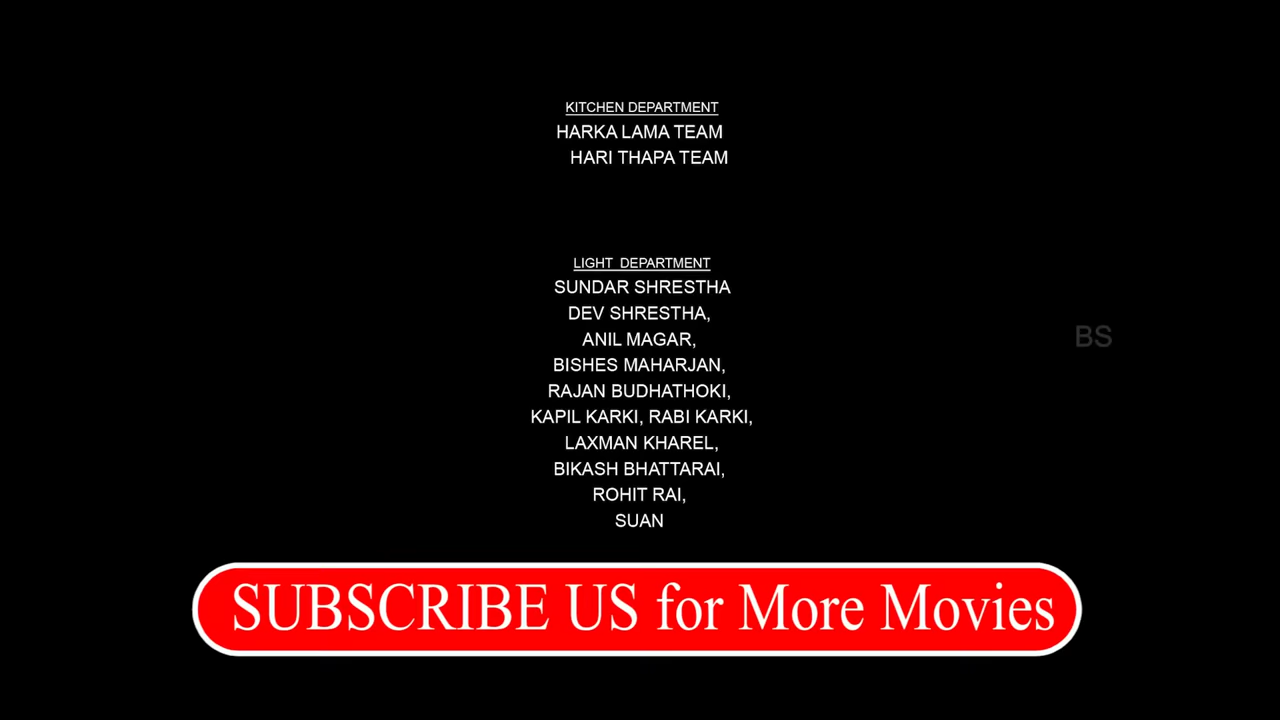 KITCHEN DEPARTMENT
HARKA LAMA TEAM
HARI THAPA TEAM
LIGHT DEPARTMENT
SUNDAR SHRESTHA
DEV SHRESTHA,
ANIL MAGAR,
BS
BISHES MAHARJAN,
RAJAN BUDHATHOKI,
KAPIL KARKI, RABI KARKI,
LAXMAN KHAREL,
BIKASH BHATTARAI,
ROHIT RAI,
SUAN
SUBSCRIBE US for More Movies